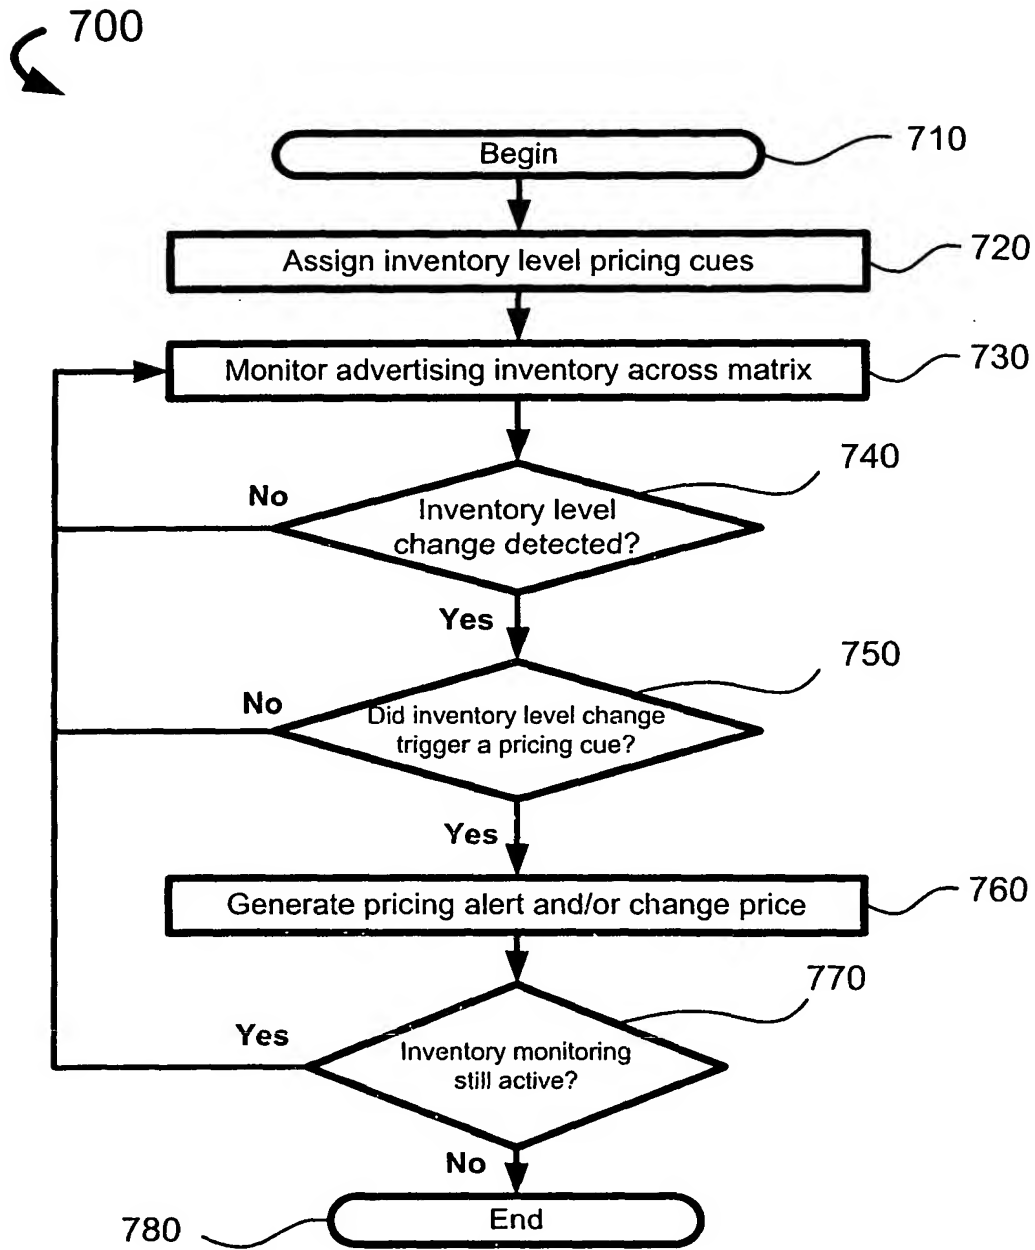 700
Begin
710
Assign inventory level pricing cues
720
Monitor advertising inventory across matrix
730
740
No
Inventory level
change detected?
Yes
750
No
Did inventory level change
trigger a pricing cue?
Yes
Generate pricing alert and/or change price
760
770
Yes
Inventory monitoring
still active?
No
End
780